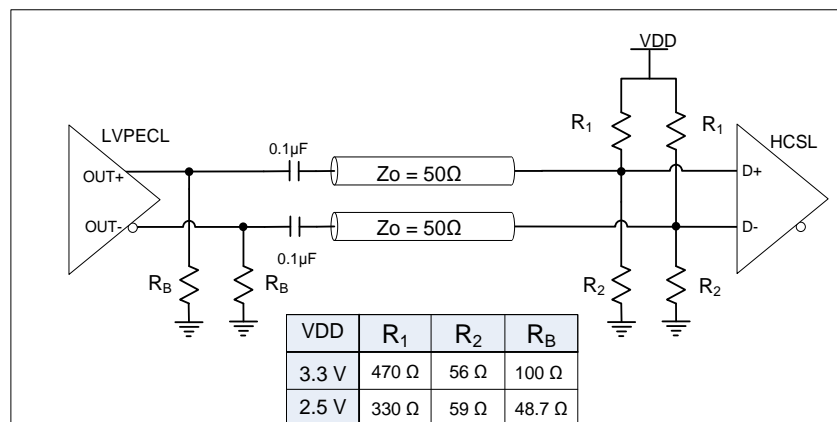 VDD
LVPECL
R1
R1
HCSL
0.1µF
OUT+
Zo = 50Ω
D+
OUT-
Zo = 50Ω
D-
0.1µF
RB
RB
R2
R2
VDD R1 R2 RB
3.3 V 470 Ω 56 Ω 100 Ω
2.5 V 330 Ω 59 Ω 48.7 Ω